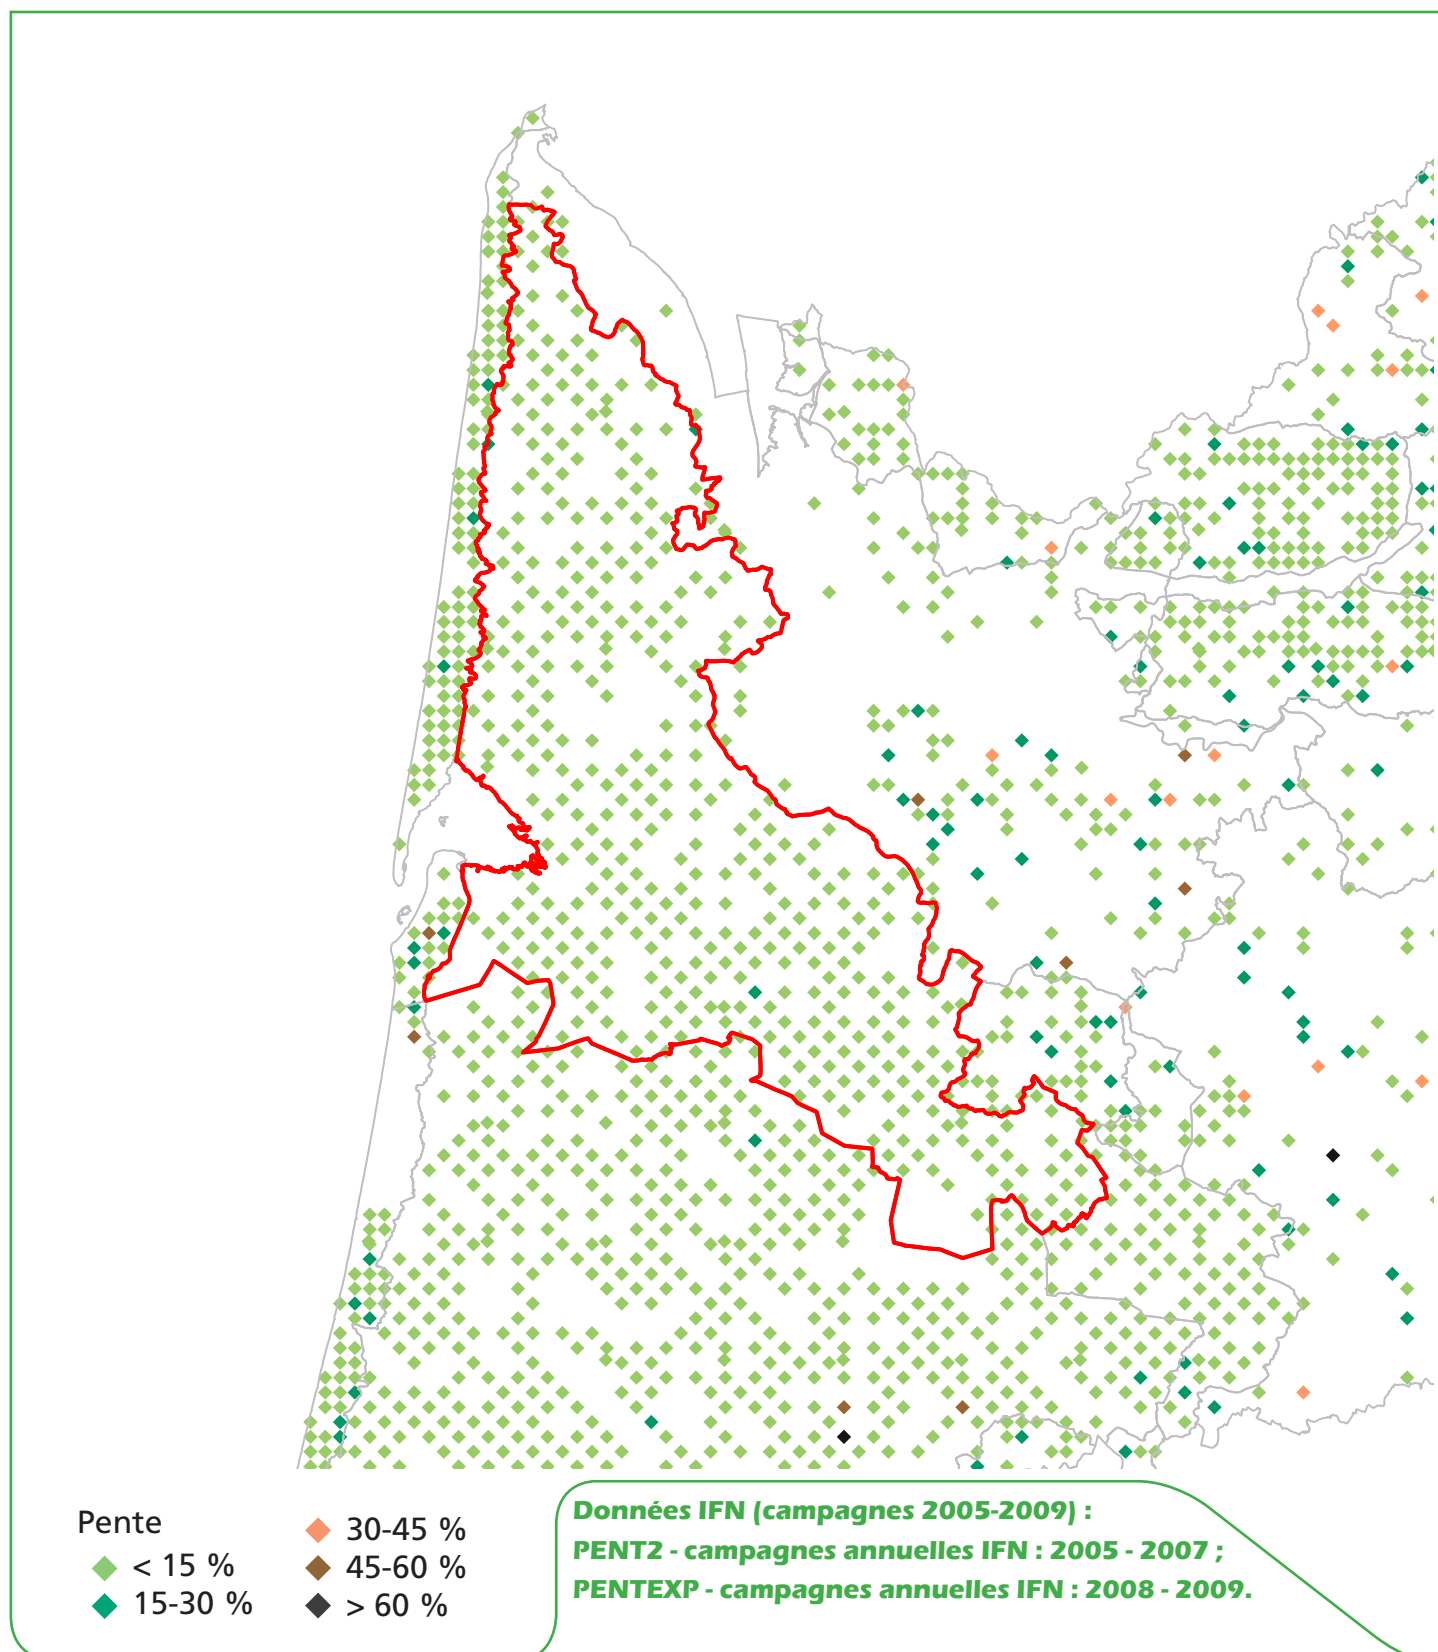 Pente
< 15 %
15-30 %
30-45 %
45-60 %
> 60 %
Données IFN (campagnes 2005-2009) :
PENT2 - campagnes annuelles IFN : 2005 - 2007 ;
PENTEXP - campagnes annuelles IFN : 2008 - 2009.